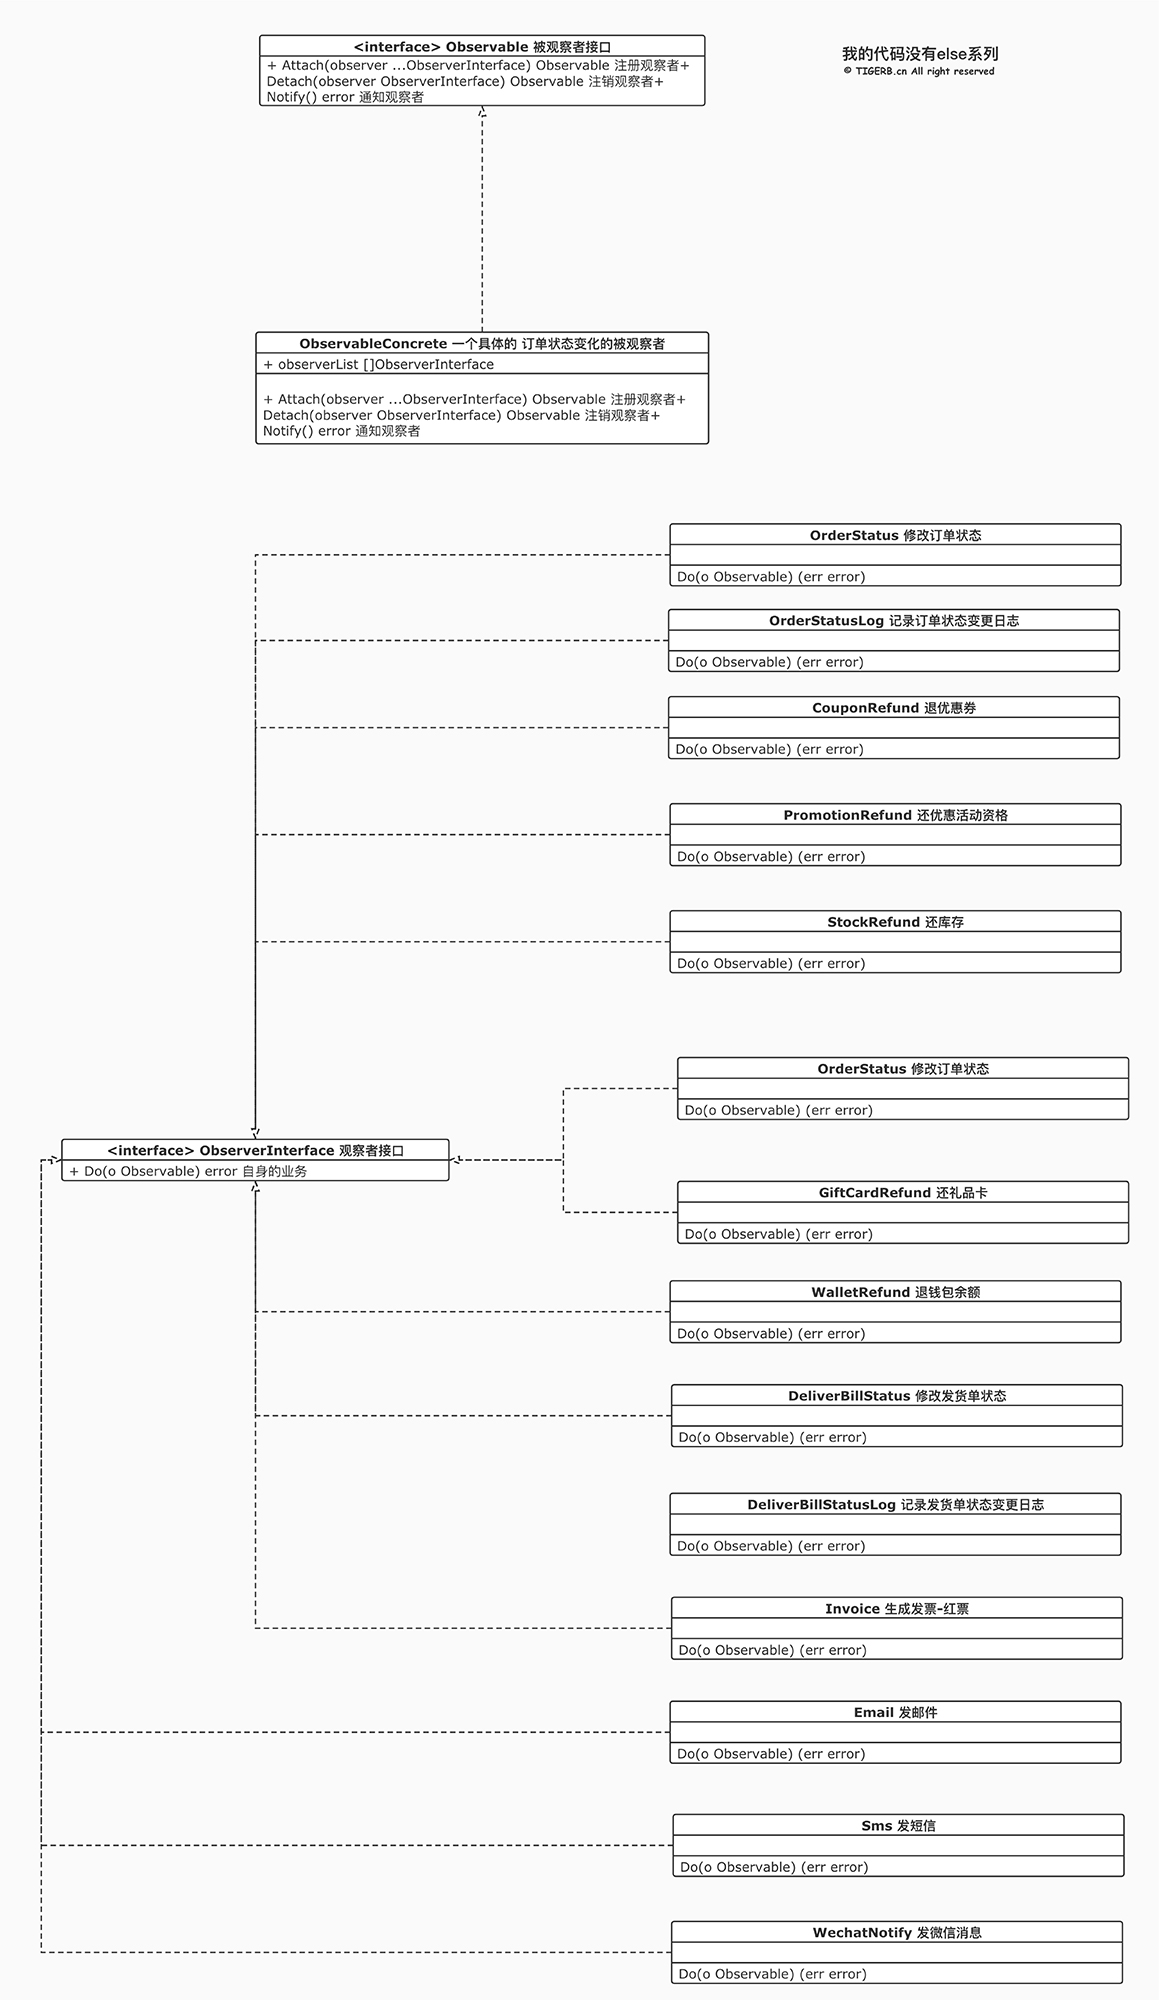 <interface> Observable 被观察者接口
+ Attach(observer ...ObserverInterface) Observable 注册观察者+
Detach(observer ObserverInterface) Observable 注销观察者+
Notify() error 通知观察者
我的代码没有else系列
© TIGERB.cn All right reserved
ObservableConcrete 一个具体的 订单状态变化的被观察者
+ observerList []ObserverInterface
+ Attach(observer ...ObserverInterface) Observable 注册观察者+
Detach(observer ObserverInterface) Observable 注销观察者+
Notify() error 通知观察者
OrderStatus 修改订单状态
Do(o Observable) (err error)
OrderStatusLog 记录订单状态变更日志
Do(o Observable) (err error)
CouponRefund 退优惠券
Do(o Observable) (err error)
PromotionRefund 还优惠活动资格
Do(o Observable) (err error)
StockRefund 还库存
Do(o Observable) (err error)
OrderStatus 修改订单状态
Do(o Observable) (err error)
<interface> ObserverInterface 观察者接口
+ Do(o Observable) error 自身的业务
GiftCardRefund 还礼品卡
Do(o Observable) (err error)
WalletRefund 退钱包余额
Do(o Observable) (err error)
DeliverBillStatus 修改发货单状态
Do(o Observable) (err error)
DeliverBillStatusLog 记录发货单状态变更日志
Do(o Observable) (err error)
Invoice 生成发票-红票
Do(o Observable) (err error)
Email 发邮件
Do(o Observable) (err error)
Sms 发短信
Do(o Observable) (err error)
WechatNotify 发微信消息
Do(o Observable) (err error)